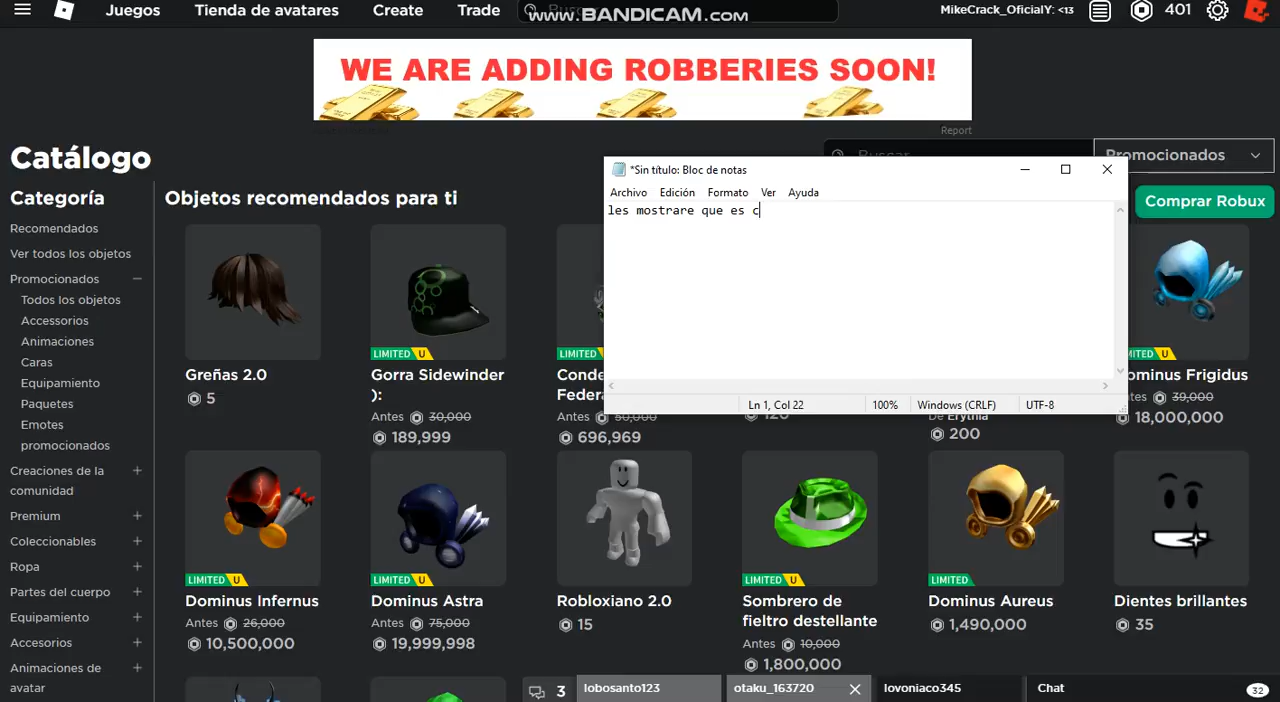 Juegos
Tienda de avatares
Create
Trade
www.BANDICAM.com
MikeCrack_OficialY: <13
401
WE ARE ADDING ROBBERIES SOON!
Report
Catálogo
Buscar
Promocionados
Categoría
Objetos recomendados para ti
Comprar Robux
*Sin título: Bloc de notas
Archivo Edición Formato Ver Ayuda
les mostrare que es c
Ln 1, Col 22
100%
Windows (CRLF)
UTF-8
Recomendados
Ver todos los objetos
Promocionados
Todos los objetos
Accessorios
Animaciones
Caras
Equipamiento
Paquetes
Emotes
promocionados
Creaciones de la
comunidad
Premium
Coleccionables
Ropa
Partes del cuerpo
Equipamiento
Accesorios
Animaciones de
avatar
Greñas 2.0
5
LIMITED U
Gorra Sidewinder
):
Antes 30,000
189,999
LIMITED
Conde
Federa
Antes 50,000
696,969
120
De Erythia
200
MITED U
ominus Frigidus
tes 39,000
18,000,000
LIMITED U
Dominus Infernus
Antes 26,000
10,500,000
LIMITED U
Dominus Astra
Antes 75,000
19,999,998
Robloxiano 2.0
15
LIMITED U
Sombrero de
fieltro destellante
Antes 10,000
1,800,000
LIMITED
Dominus Aureus
1,490,000
Dientes brillantes
35
3
lobosanto123
otaku_163720
lovoniaco345
Chat
32